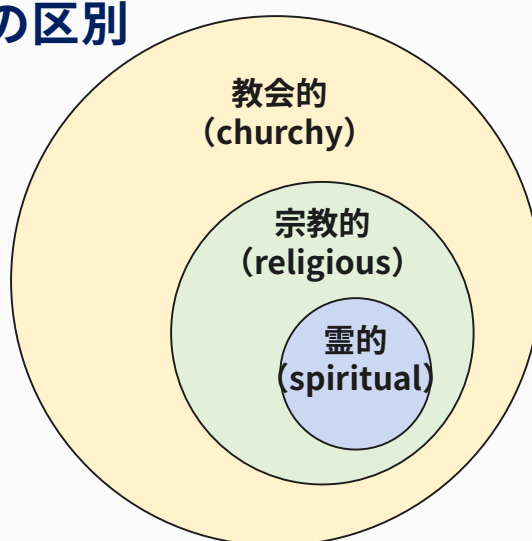 の区別
教会的
（churchy）
宗教的
（religious）
霊的
（spiritual）